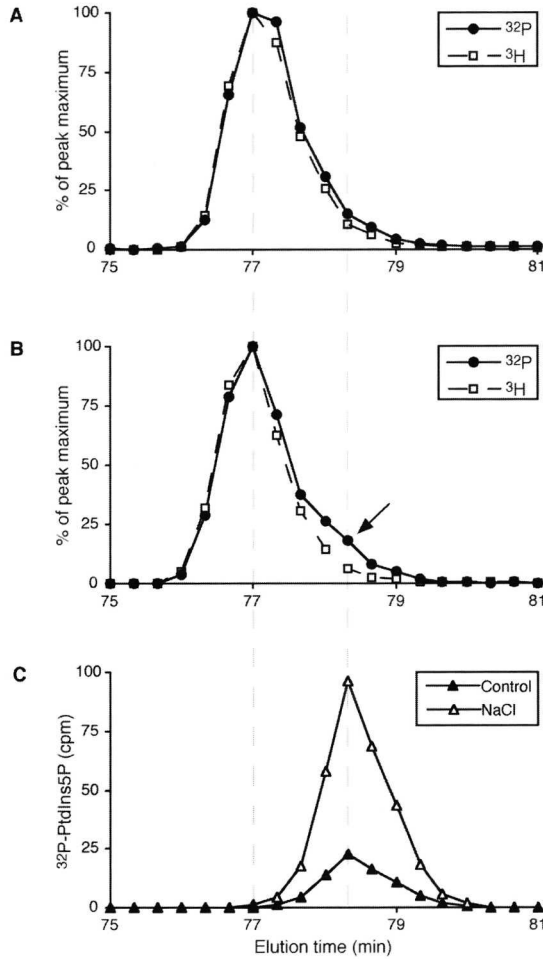 A
% of peak maximum
100
75
50
25
0
75
77
79
81
³²P
³H
B
% of peak maximum
100
75
50
25
0
75
77
79
81
³²P
³H
C
³²P-PtdIns5P (cpm)
100
75
50
25
0
75
77
79
81
Control
NaCl
Elution time (min)